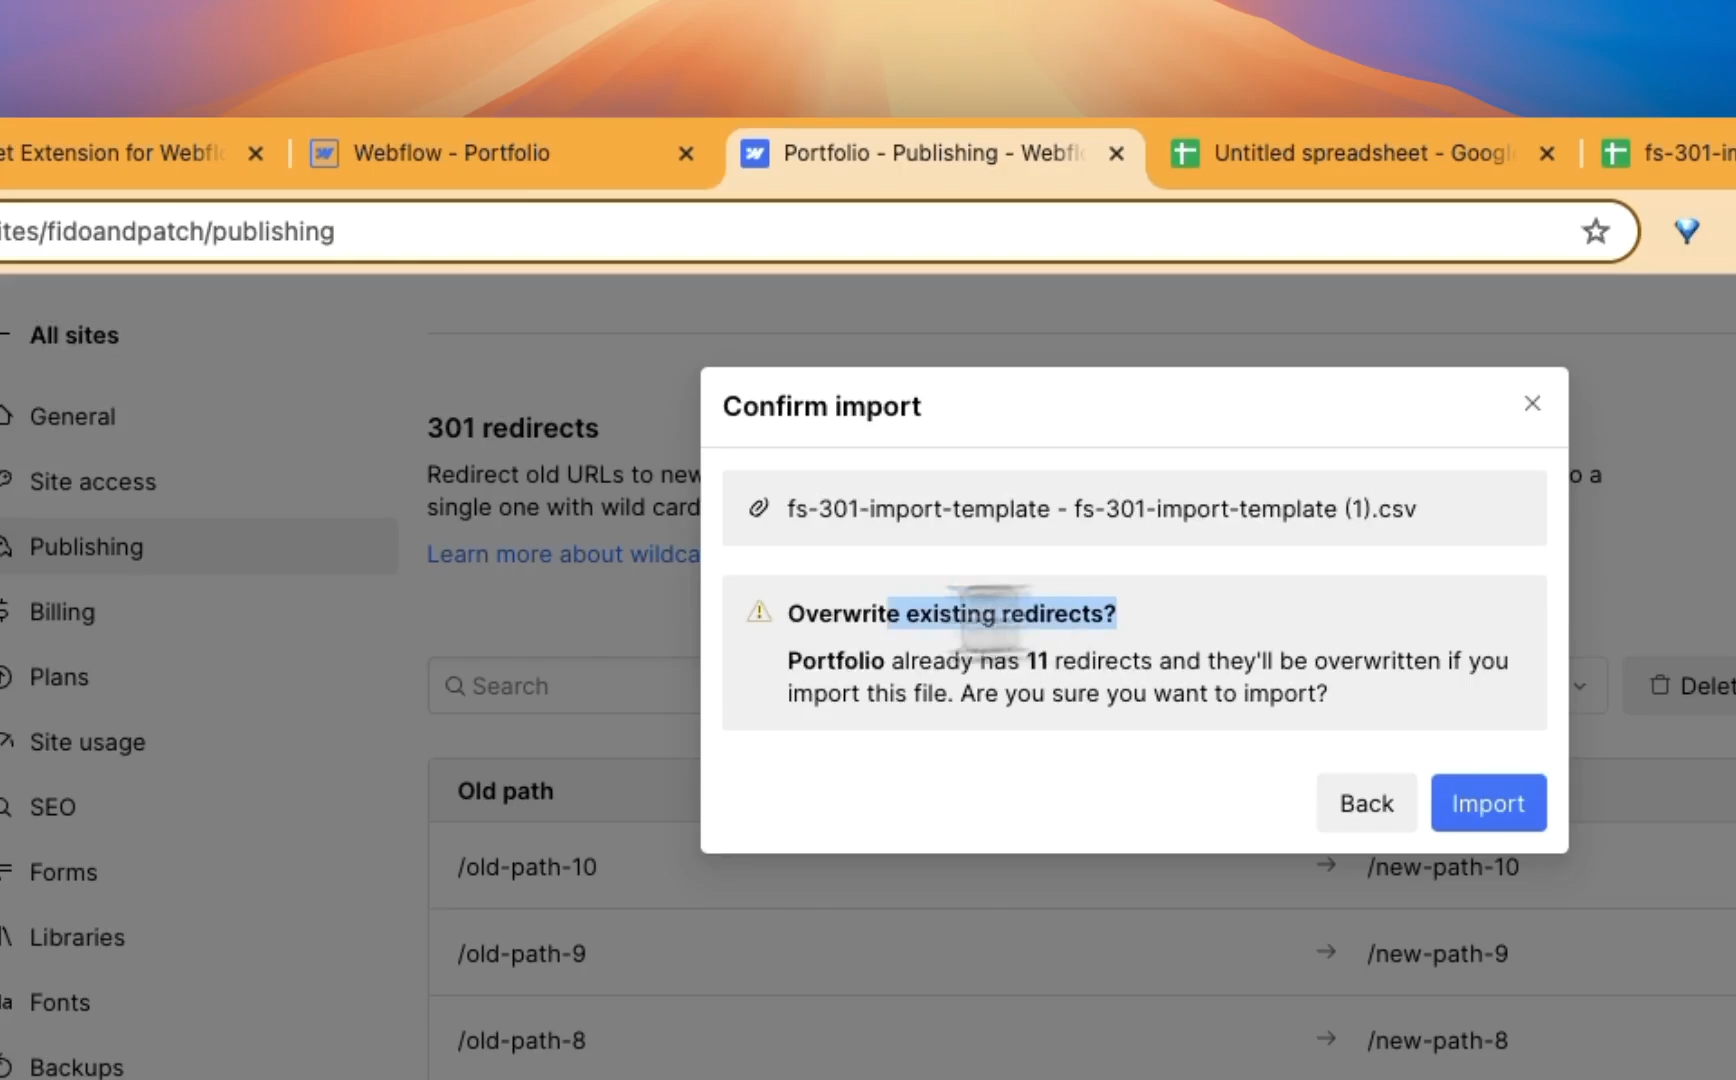 et Extension for Webfl
Webflow - Portfolio
Portfolio - Publishing - Webfl
Untitled spreadsheet - Googl
fs-301-im
ites/fidoandpatch/publishing
All sites
General
Site access
Publishing
Billing
Plans
Site usage
SEO
Forms
Libraries
Fonts
Backups
301 redirects
Redirect old URLs to new
o a
single one with wild card
Learn more about wildca
Search
Delet
Old path
/old-path-10 → /new-path-10
/old-path-9 → /new-path-9
/old-path-8 → /new-path-8
Confirm import
fs-301-import-template - fs-301-import-template (1).csv
Overwrite existing redirects?
Portfolio already has 11 redirects and they'll be overwritten if you
import this file. Are you sure you want to import?
Back
Import